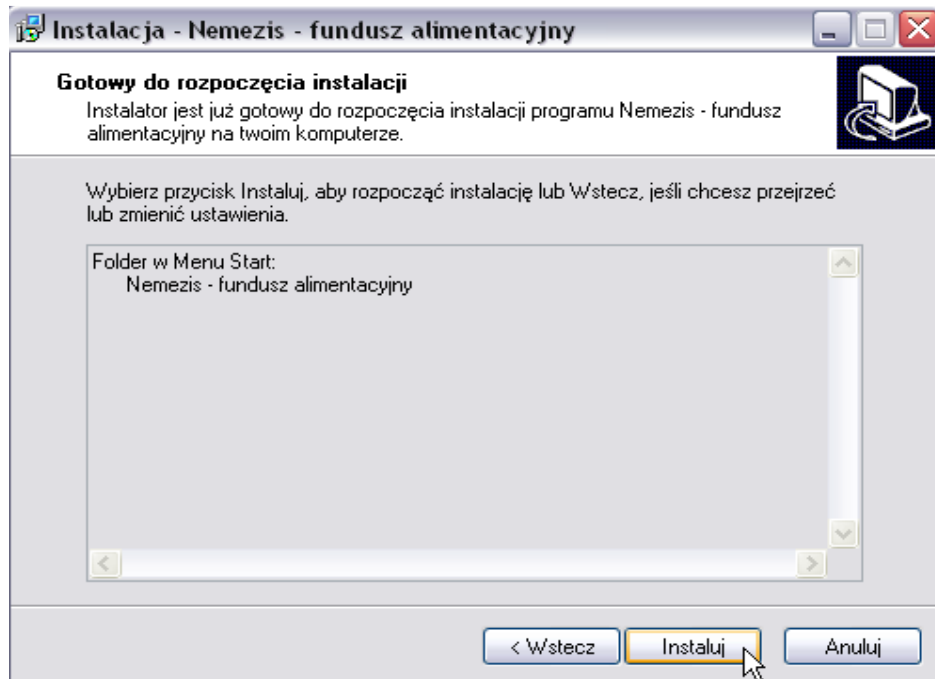 Instalacja - Nemezis - fundusz alimentacyjny
Gotowy do rozpoczęcia instalacji
Instalator jest już gotowy do rozpoczęcia instalacji programu Nemezis - fundusz
alimentacyjny na twoim komputerze.
Wybierz przycisk Instaluj, aby rozpocząć instalację lub Wstecz, jeśli chcesz przejrzeć
lub zmienić ustawienia.
Folder w Menu Start:
Nemezis - fundusz alimentacyjny
< Wstecz Instaluj Anuluj